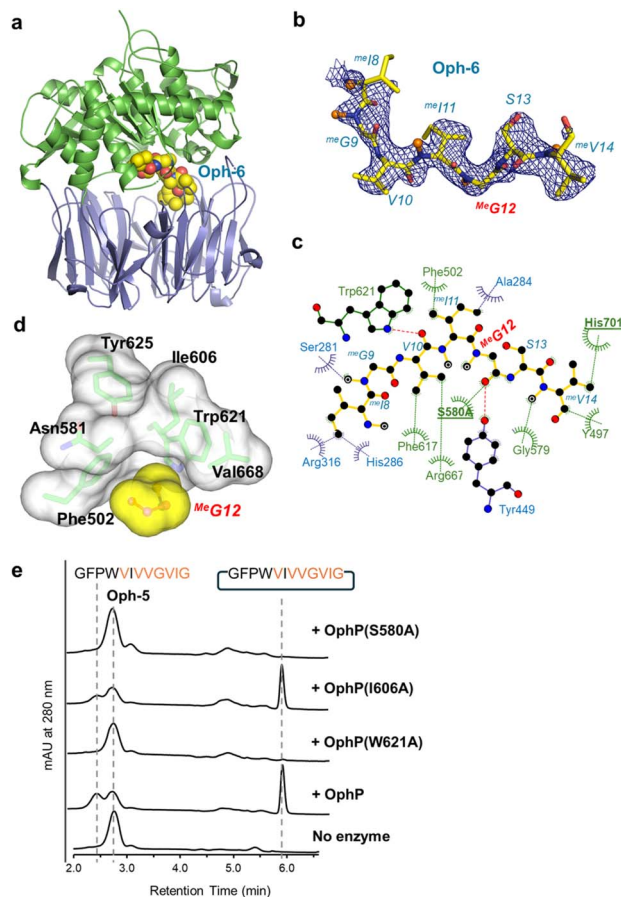 a
Oph-6
b
Oph-6
meI8
meI11
S13
meG9
meV14
V10
MeG12
c
Phe502
Trp621
Ala284
meI11
MeG12
His701
Ser281
meG9
V10
S13
meI8
S580A
meV14
Phe617
Gly579
Y497
Arg316
His286
Arg667
Tyr449
d
Tyr625
Ile606
Asn581
Trp621
Val668
Phe502
MeG12
e
GFPWVIVVGVIG
GFPWVIVVGVIG
Oph-5
+ OphP(S580A)
+ OphP(I606A)
+ OphP(W621A)
+ OphP
No enzyme
mAU at 280 nm
2.0 3.0 4.0 5.0 6.0
Retention Time (min)